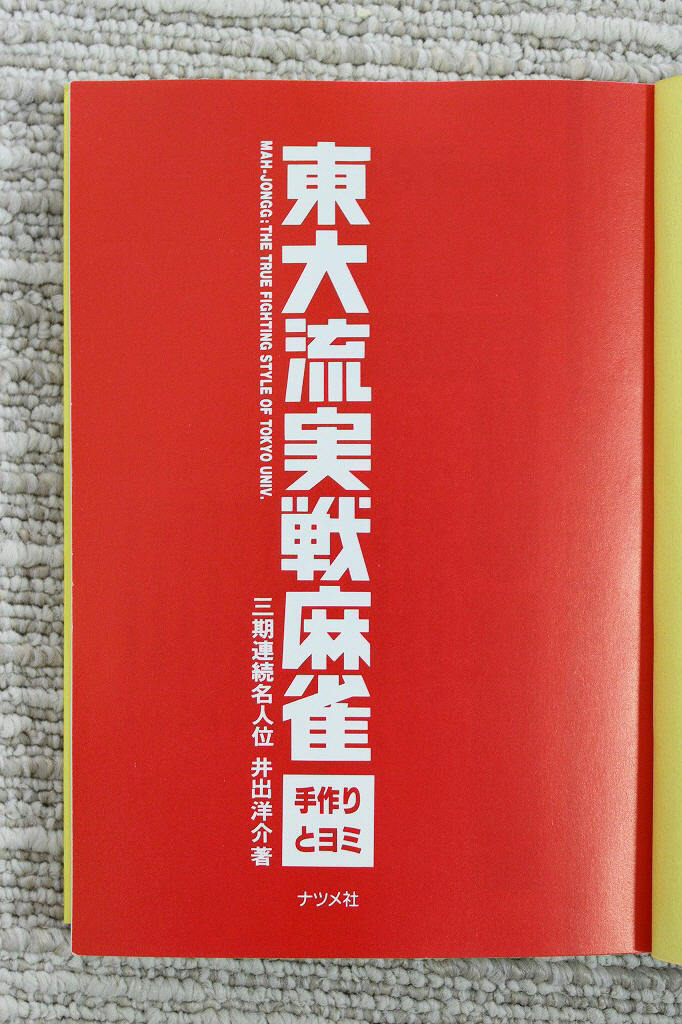 東大流実戦麻雀
手作り
とヨミ
MAH-JONGG: THE TRUE FIGHTING STYLE OF TOKYO UNIV.
三期連続名人位 井出洋介 著
ナツメ社